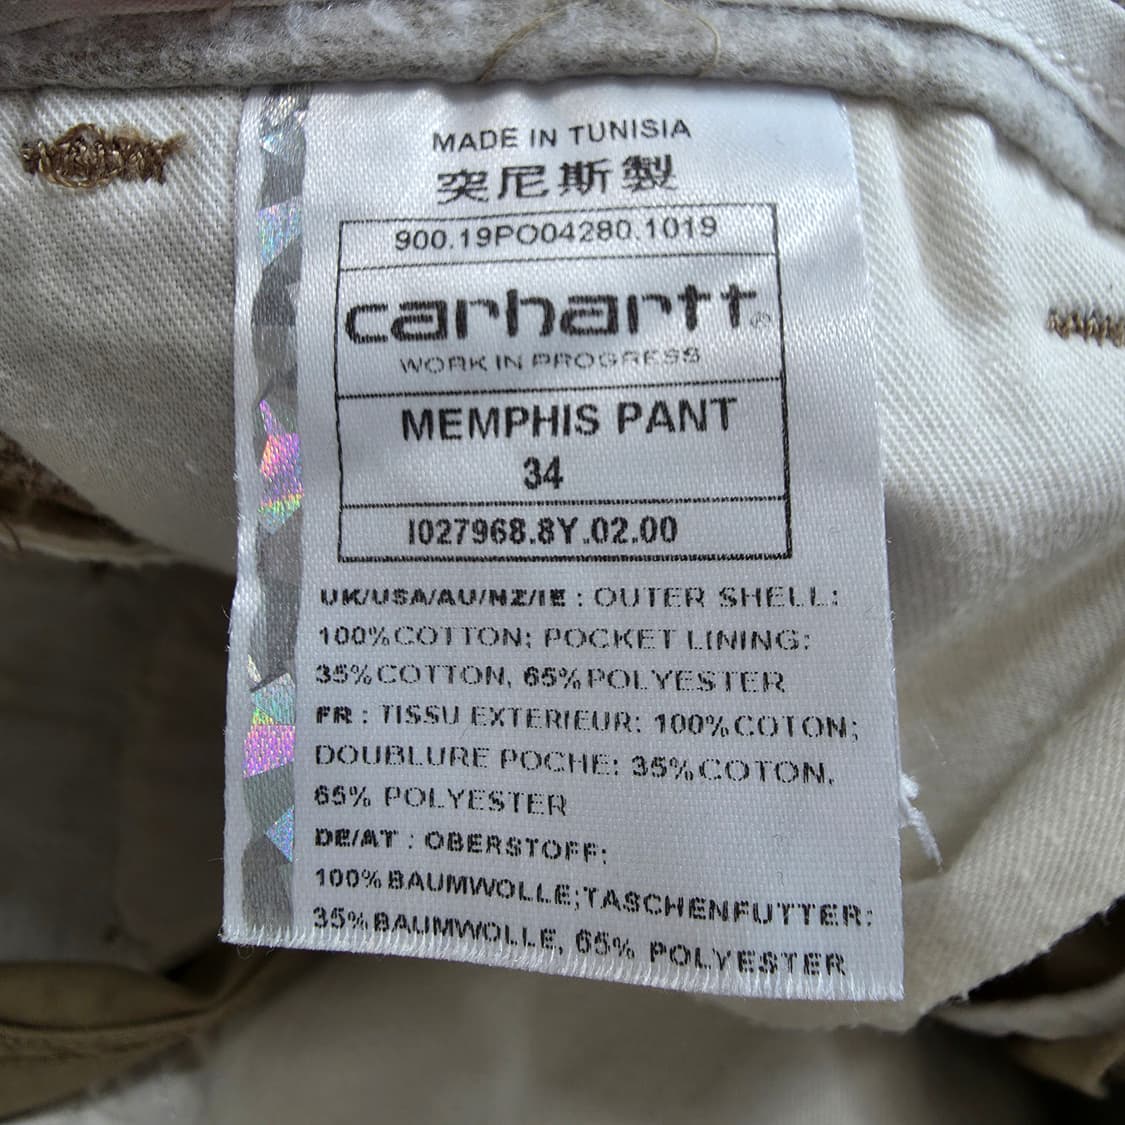 MADE IN TUNISIA
突尼斯製
900.19PO04280.1019
carhartt®
WORK IN PROGRESS
MEMPHIS PANT
34
I027968.8Y.02.00
UK/USA/AU/NZ/IE : OUTER SHELL:
100%COTTON; POCKET LINING:
35%COTTON, 65%POLYESTER
FR : TISSU EXTERIEUR: 100%COTON;
DOUBLURE POCHE: 35%COTON,
65% POLYESTER
DE/AT : OBERSTOFF:
100%BAUMWOLLE;TASCHENFUTTER:
35%BAUMWOLLE, 65% POLYESTER